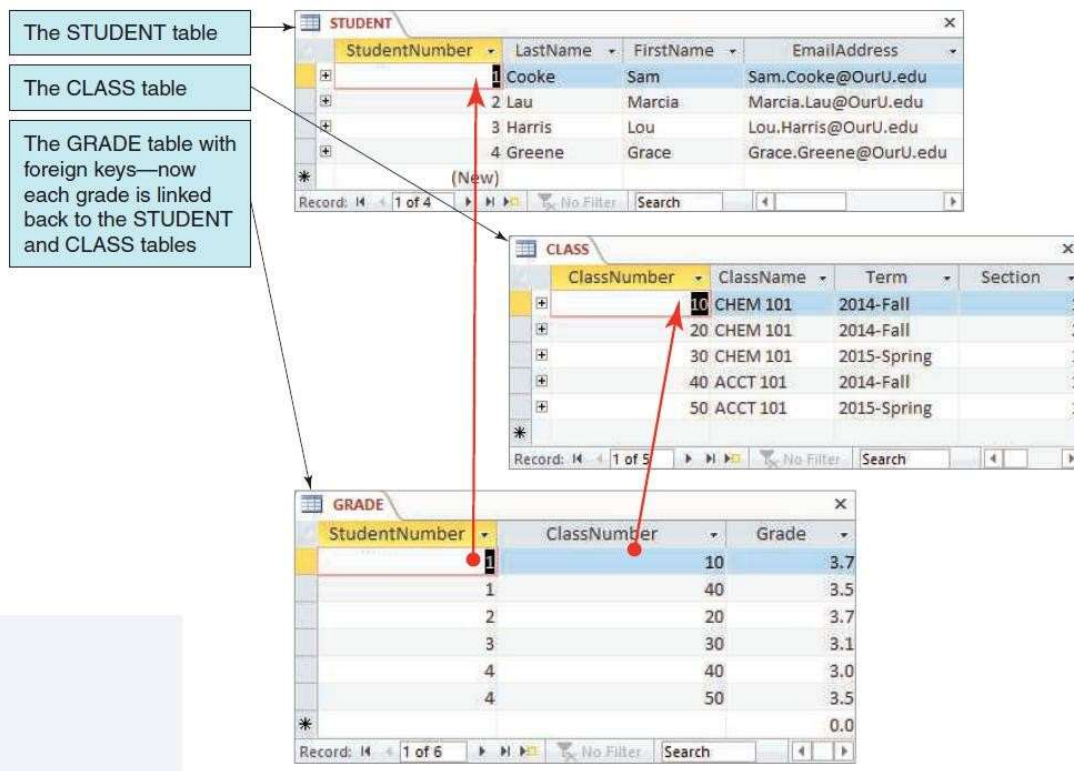 The STUDENT table
The CLASS table
The GRADE table with
foreign keys—now
each grade is linked
back to the STUDENT
and CLASS tables
STUDENT
StudentNumber LastName FirstName EmailAddress
1 Cooke Sam Sam.Cooke@OurU.edu
2 Lau Marcia Marcia.Lau@OurU.edu
3 Harris Lou Lou.Harris@OurU.edu
4 Greene Grace Grace.Greene@OurU.edu
(New)
Record: 1 of 4 No Filter Search
CLASS
ClassNumber ClassName Term Section
10 CHEM 101 2014-Fall
20 CHEM 101 2014-Fall
30 CHEM 101 2015-Spring
40 ACCT 101 2014-Fall
50 ACCT 101 2015-Spring
Record: 1 of 5 No Filter Search
GRADE
StudentNumber ClassNumber Grade
1 10 3.7
1 40 3.5
2 20 3.7
3 30 3.1
4 40 3.0
4 50 3.5
0.0
Record: 1 of 6 No Filter Search